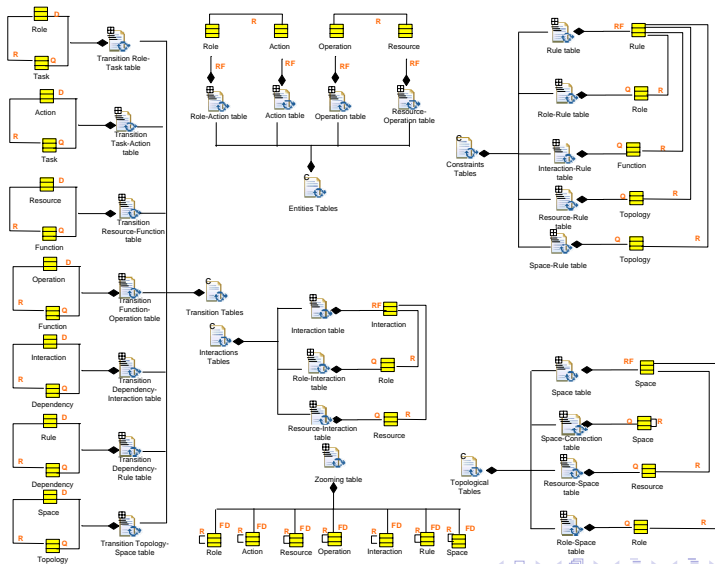 Role
D
R
Q
Task
Transition Role-
Task table
Action
D
R
Q
Task
Transition
Task-Action
table
Resource
D
R
Q
Function
Transition
Resource-Function
table
Operation
D
R
Q
Function
Transition
Function-
Operation table
Interaction
D
R
Q
Dependency
Transition
Dependency-
Interaction table
Rule
D
R
Q
Dependency
Transition
Dependency-
Rule table
Space
D
R
Q
Topology
Transition Topology-
Space table
C
Transition Tables
R
R
Role
Action
Operation
Resource
RF
RF
Role-Action table
Action table
Operation table
Resource-
Operation table
C
Entities Tables
C
Interactions
Tables
Interaction table
RF
Interaction
R
Role-Interaction
table
Q
Role
R
Resource-Interaction
table
Q
Resource
Zooming table
R
FD
Role
R
FD
Action
R
FD
Resource
R
FD
Operation
R
FD
Interaction
R
FD
Rule
R
FD
Space
C
Constraints
Tables
Rule table
RF
Rule
Role-Rule table
Q
Role
R
Interaction-Rule
table
Q
Function
R
Resource-Rule
table
Q
Topology
R
Space-Rule table
Q
Topology
R
C
Topological
Tables
Space table
RF
Space
Space-Connection
table
Q
R
Space
Resource-Space
table
Q
Resource
R
Role-Space
table
Q
Role
R